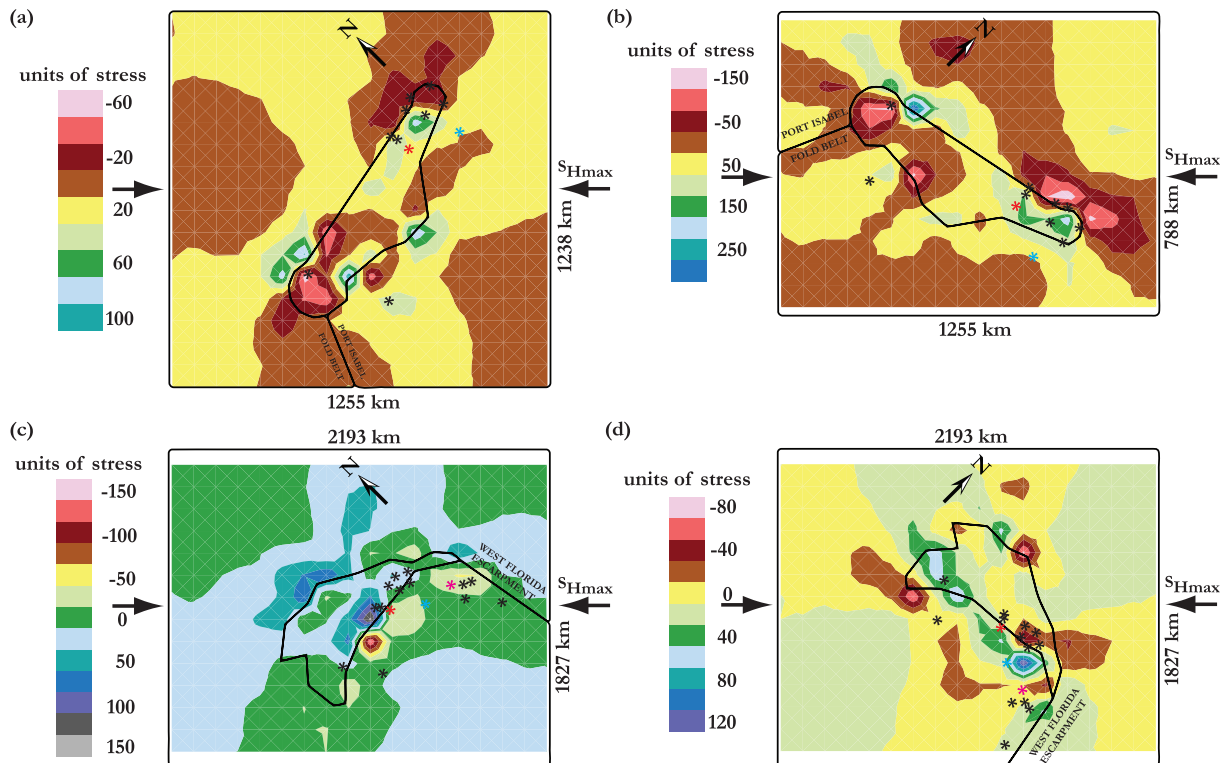 (a)
units of stress
-60
-20
20
60
100
N
SHmax
1238 km
PORT ISABEL
FOLD BELT
1255 km
(b)
units of stress
-150
-50
50
150
250
N
PORT ISABEL
FOLD BELT
SHmax
788 km
1255 km
(c)
2193 km
units of stress
-150
-100
-50
0
50
100
150
N
WEST FLORIDA
ESCARPMENT
SHmax
1827 km
(d)
2193 km
units of stress
-80
-40
0
40
80
120
N
SHmax
1827 km
WEST FLORIDA
ESCARPMENT